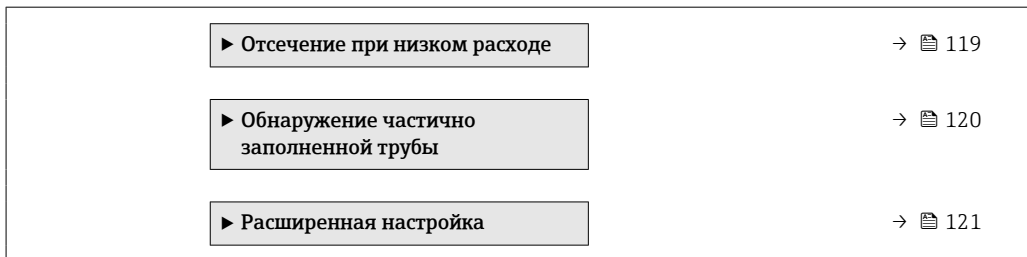 ▶ Отсечение при низком расходе → 119
▶ Обнаружение частично → 120
заполненной трубы
▶ Расширенная настройка → 121